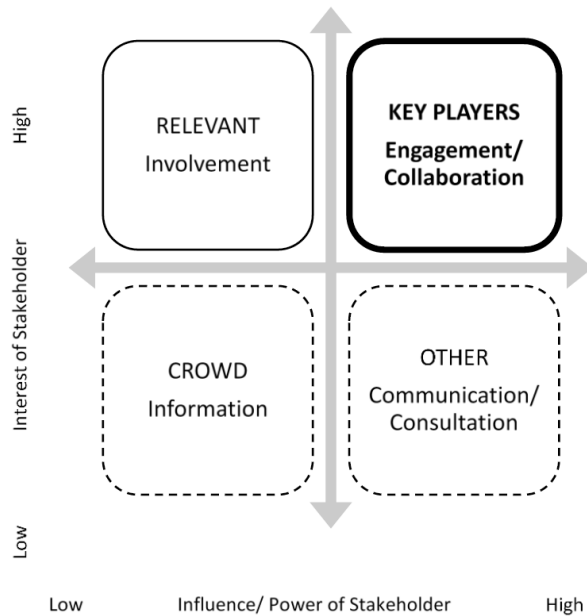 High
Interest of Stakeholder
Low
RELEVANT
Involvement
KEY PLAYERS
Engagement/
Collaboration
CROWD
Information
OTHER
Communication/
Consultation
Low
Influence/ Power of Stakeholder
High